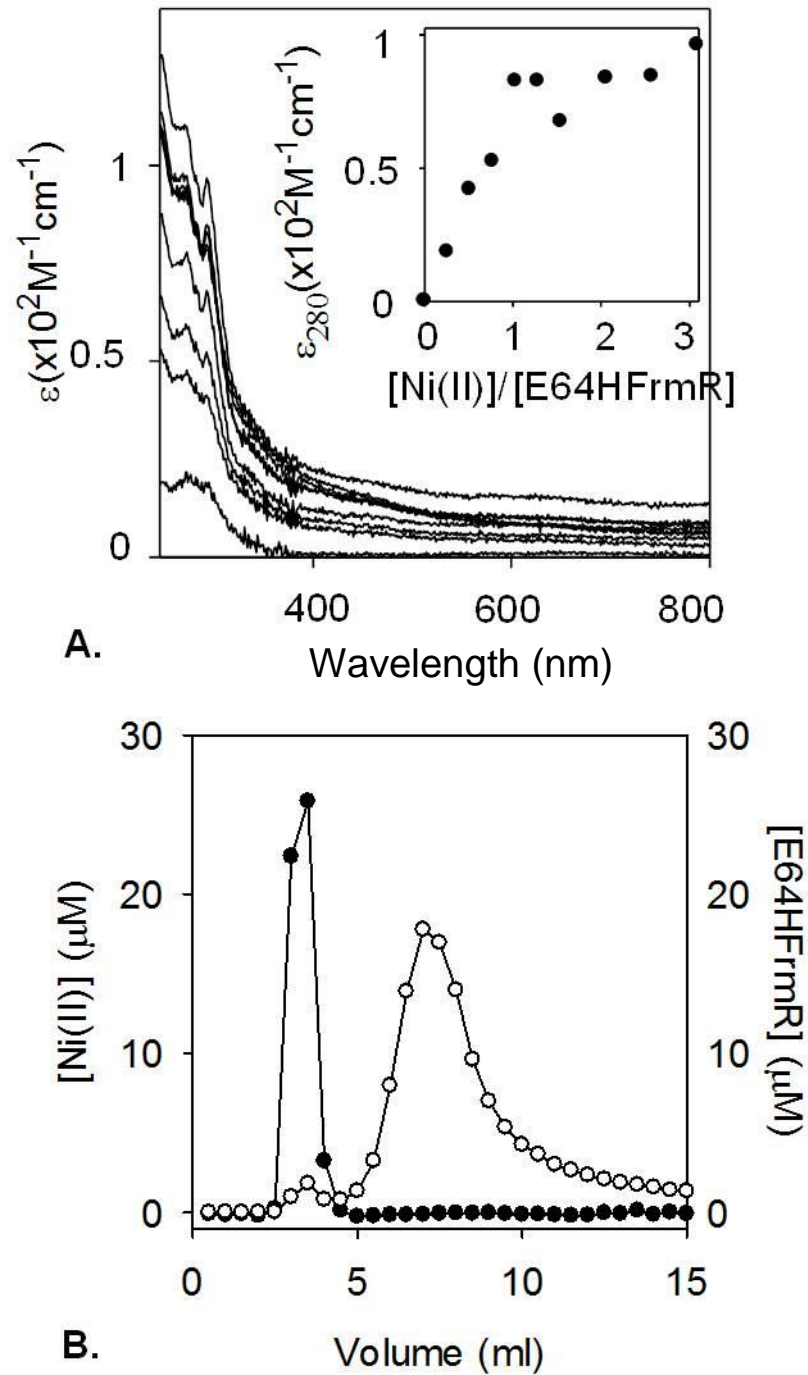 ε(x10²M⁻¹cm⁻¹)
1
0.5
0
ε₂₈₀(x10²M⁻¹cm⁻¹)
1
0.5
0
0 1 2 3
[Ni(II)]/[E64HFrmR]
400 600 800
A.
Wavelength (nm)
[Ni(II)] (μM)
30 30
20 20
10 10
0 0
[E64HFrmR] (μM)
0 5 10 15
B.
Volume (ml)